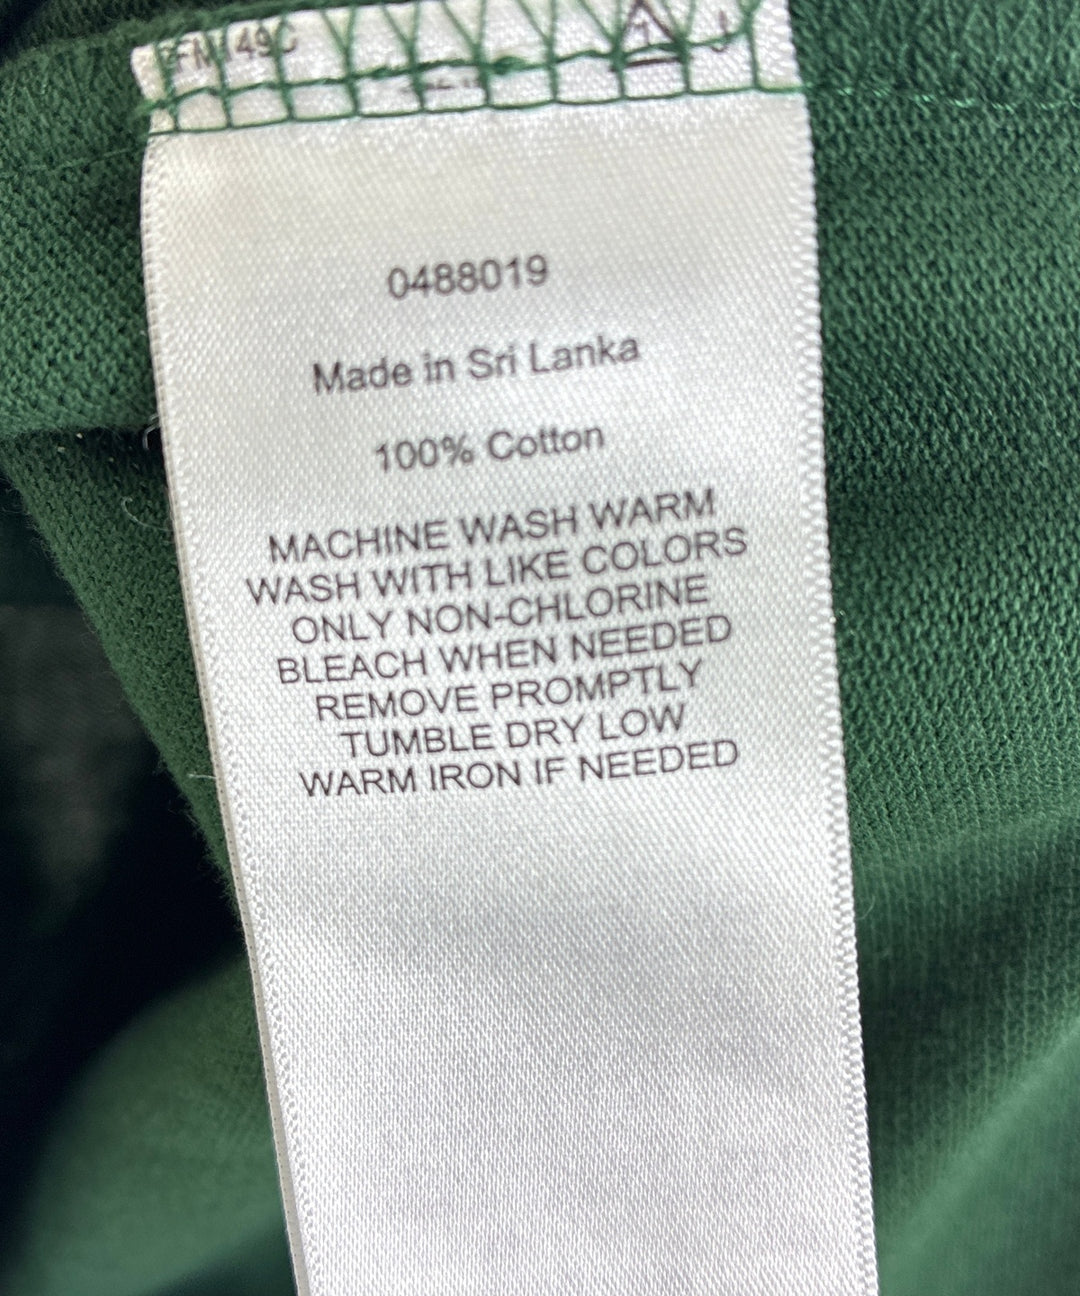 0488019
Made in Sri Lanka
100% Cotton
MACHINE WASH WARM
WASH WITH LIKE COLORS
ONLY NON-CHLORINE
BLEACH WHEN NEEDED
REMOVE PROMPTLY
TUMBLE DRY LOW
WARM IRON IF NEEDED